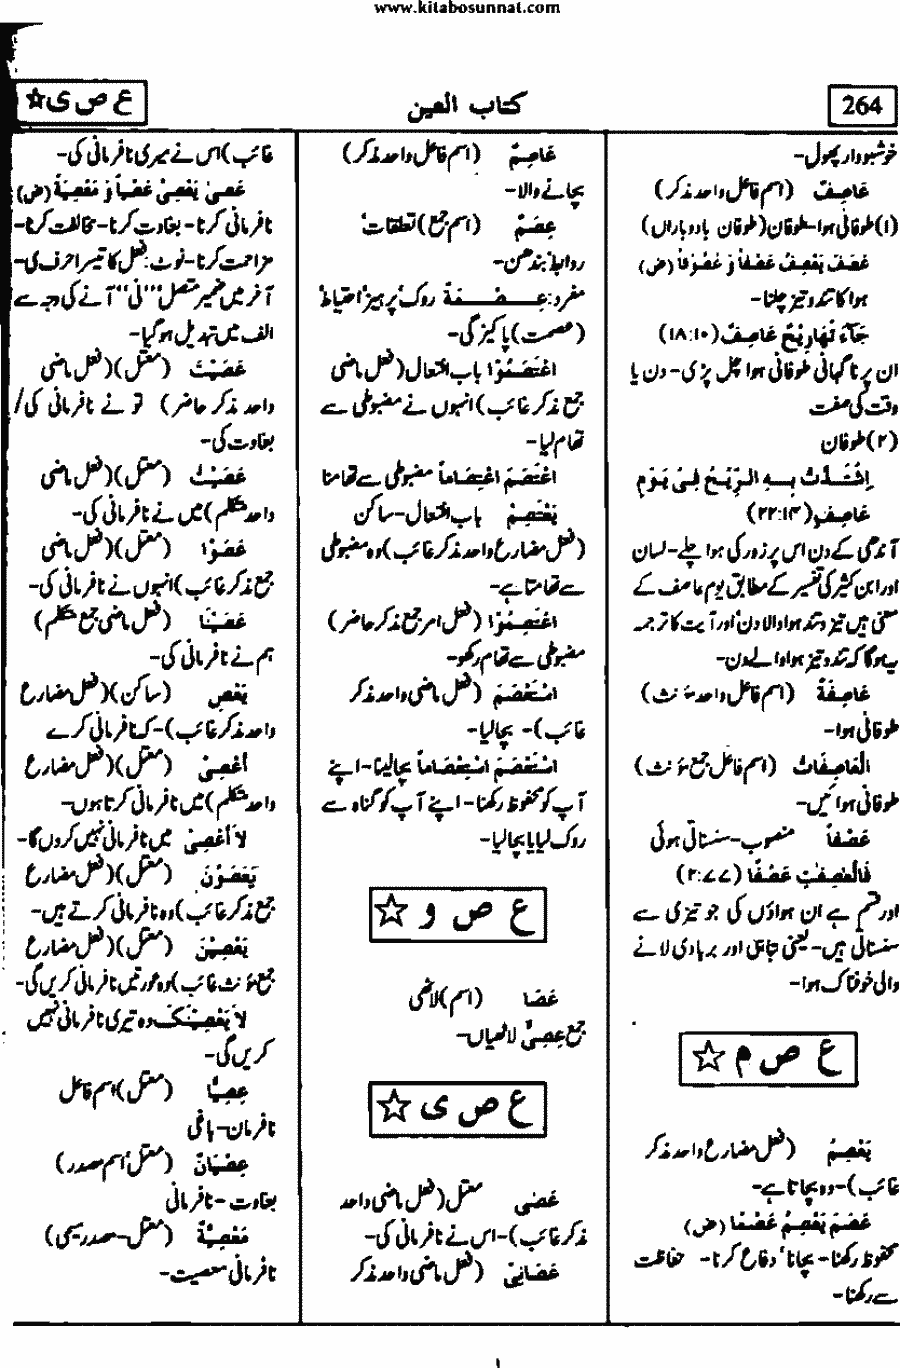 www.kitabosunnat.com
264
کتاب العین
ع ص ی ☆
خوشبودار پھول۔
عَاصِفٌ (اسم فاعل واحد مذکر)
(۱) طوفانی ہوا۔ طوفان (طوفان بادوباراں)
عَصَفَ یَعْصِفُ عَصْفاً وَ عُصُوْفاً (ض)
ہوا کا تند و تیز چلنا۔
جَآءَ تْهَا رِيْحٌ عَاصِفٌ (۱۸:۱۰)
ان پر ناگہانی طوفانی ہوا چل پڑی۔ دن یا
وقت کی صفت
(۲) طوفان
اِشْتَدَّتْ بِهِ الرِّيْحُ فِىْ يَوْمٍ
عَاصِفٍ (۲۲:۱۴)
آندھی کے دن اس پر زور کی ہوا چلے۔ لسان
اور ابن کثیر کی تفسیر کے مطابق یوم عاصف کے
معنی ہیں تیز و تند ہوا والا دن اور آیت کا ترجمہ
یہ ہوگا کہ تند و تیز ہوا والے دن۔
عَاصِفَةٌ (اسم فاعل واحد مؤنث)
طوفانی ہوا۔
اَلْعَاصِفَاتُ (اسم فاعل جمع مؤنث)
طوفانی ہوائیں۔
عَصْفاً منصوب۔ سنسناتی ہوئی
فَالْعٰصِفٰتِ عَصْفًا (۲:۷۷)
اور قسم ہے ان ہواؤں کی جو تیزی سے
سنسناتی ہیں۔ یعنی تباہی اور بربادی لانے
والی خوفناک ہوا۔
ع ص م ☆
یَعْصِمُ (فعل مضارع واحد مذکر
غائب)۔ وہ بچاتا ہے۔
عَصَمَ یَعْصِمُ عَصْمًا (ض)
محفوظ رکھنا۔ بچانا‘ دفاع کرنا۔ حفاظت
سے رکھنا۔
عَاصِمٌ (اسم فاعل واحد مذکر)
بچانے والا۔
عِصَمٌ (اسم جمع) تعلقات
روابط بندھن۔
مفرد: عِصْمَةٌ روک‘ پرہیز‘ احتیاط
(عصمت) پاکیزگی۔
اعْتَصَمُوْا باب افتعال (فعل ماضی
جمع مذکر غائب) انہوں نے مضبوطی سے
تھام لیا۔
اعْتَصَمَ اعْتِصَاماً مضبوطی سے تھامنا
یَعْتَصِمْ باب افتعال۔ ساکن
(فعل مضارع واحد مذکر غائب) وہ مضبوطی
سے تھامتا ہے۔
اعْتَصِمُوْا (فعل امر جمع مذکر حاضر)
مضبوطی سے تھام رکھو۔
اسْتَعْصَمَ (فعل ماضی واحد مذکر
غائب)۔ بچالیا۔
اسْتَعْصَمَ اسْتِعْصَاماً بچالینا۔ اپنے
آپ کو محفوظ رکھنا۔ اپنے آپ کو گناہ سے
روک لیا یا بچالیا۔
ع ص و ☆
عَصَا (اسم) لاٹھی
جمع عِصِیٌّ لاٹھیاں۔
ع ص ی ☆
عَصٰی معتل (فعل ماضی واحد
مذکر غائب)۔ اس نے نافرمانی کی۔
عَصَانِیْ (فعل ماضی واحد مذکر
غائب) اس نے میری نافرمانی کی۔
عَصیٰ یَعْصِیْ عَصْیاً وَ مَعْصِیَةً (ض)
نافرمانی کرنا۔ بغاوت کرنا۔ مخالفت کرنا۔
مزاحمت کرنا۔ نوٹ: فعل کا تیسرا حرف ی۔
آخر میں ضمیر متصل ”نی“ آنے کی وجہ سے
الف میں تبدیل ہو گیا۔
عَصَیْتَ (معتل) (فعل ماضی
واحد مذکر حاضر) تو نے نافرمانی کی/
بغاوت کی۔
عَصَیْتُ (معتل) (فعل ماضی
واحد متکلم) میں نے نافرمانی کی۔
عَصَوْا (معتل) (فعل ماضی
جمع مذکر غائب) انہوں نے نافرمانی کی۔
عَصَیْنَا (فعل ماضی جمع متکلم)
ہم نے نافرمانی کی۔
یَعْصِ (ساکن) (فعل مضارع
واحد مذکر غائب)۔ کہ نافرمانی کرے
أَعْصِیْ (معتل) (فعل مضارع
واحد متکلم) میں نافرمانی کرتا ہوں۔
لَا أَعْصِیْ میں نافرمانی نہیں کروں گا۔
یَعْصَوْنَ (معتل) (فعل مضارع
جمع مذکر غائب) وہ نافرمانی کرتے ہیں۔
یَعْصِیْنَ (معتل) (فعل مضارع
جمع مؤنث غائب) وہ عورتیں نافرمانی کریں گی۔
لَا یَعْصِیْنَکَ وہ تیری نافرمانی نہیں
کریں گی۔
عِصِیًّا (معتل) اسم فاعل
نافرمان۔ باغی
عِصْیَانٌ (معتل‘ اسم مصدر)
بغاوت۔ نافرمانی
مَعْصِیَةٌ (معتل۔ مصدر میمی)
نافرمانی معصیت۔